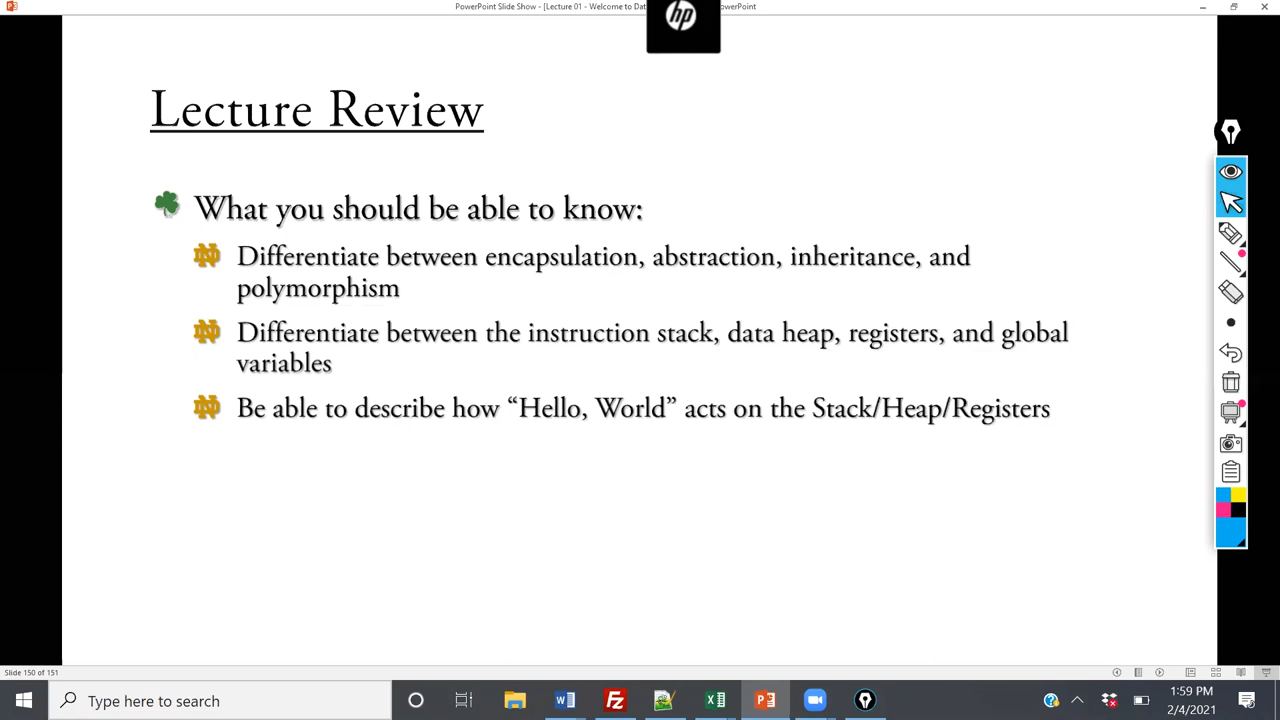 PowerPoint Slide Show - [Lecture 01 - Welcome to Dat
owerPoint
hp
Lecture Review
What you should be able to know:
Differentiate between encapsulation, abstraction, inheritance, and
polymorphism
Differentiate between the instruction stack, data heap, registers, and global
variables
Be able to describe how “Hello, World” acts on the Stack/Heap/Registers
Slide 150 of 151
Type here to search
1:59 PM
2/4/2021